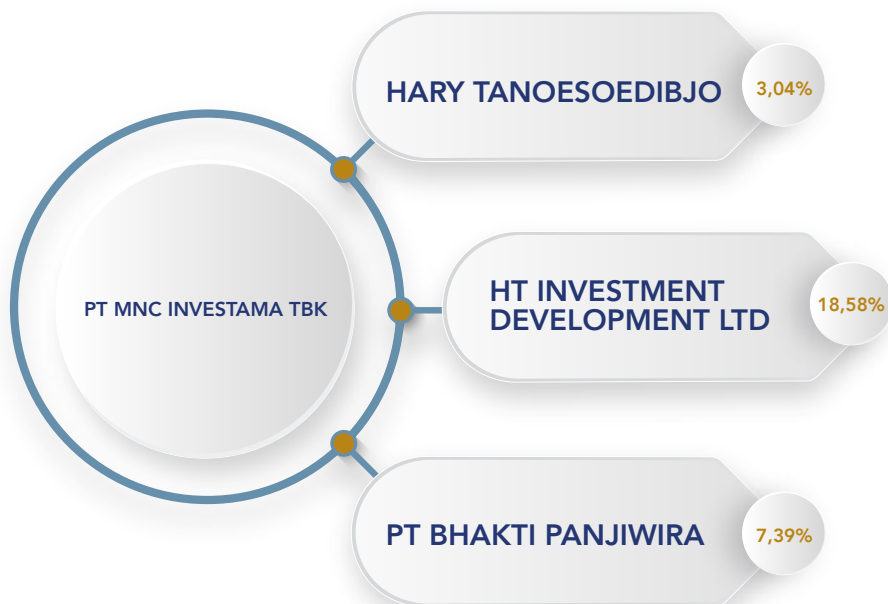 HARY TANOESOEDIBJO
3,04%
PT MNC INVESTAMA TBK
HT INVESTMENT
DEVELOPMENT LTD
18,58%
PT BHAKTI PANJIWIRA
7,39%